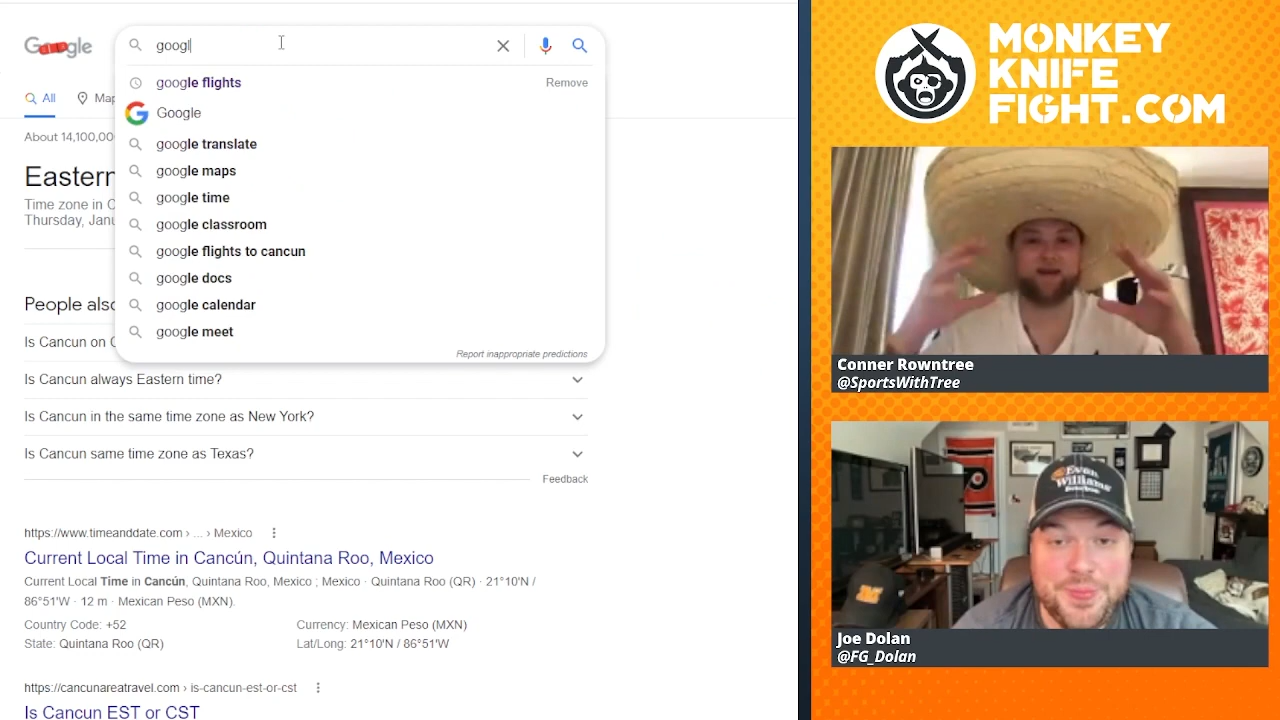 Google
googl
google flights
Remove
Google
google translate
google maps
google time
google classroom
google flights to cancun
google docs
google calendar
google meet
Report inappropriate predictions
All
Map
About 14,100,00
Eastern
Time zone in C
Thursday, Janu
People also
Is Cancun on C
Is Cancun always Eastern time?
Is Cancun in the same time zone as New York?
Is Cancun same time zone as Texas?
Feedback
https://www.timeanddate.com › ... › Mexico
Current Local Time in Cancún, Quintana Roo, Mexico
Current Local Time in Cancún, Quintana Roo, Mexico ; Mexico · Quintana Roo (QR) · 21°10'N /
86°51'W · 12 m · Mexican Peso (MXN).
Country Code: +52
Currency: Mexican Peso (MXN)
State: Quintana Roo (QR)
Lat/Long: 21°10'N / 86°51'W
https://cancunareatravel.com › is-cancun-est-or-cst
Is Cancun EST or CST
MONKEY
KNIFE
FIGHT.COM
Conner Rowntree
@SportsWithTree
Evan
Williams
Joe Dolan
@FG_Dolan